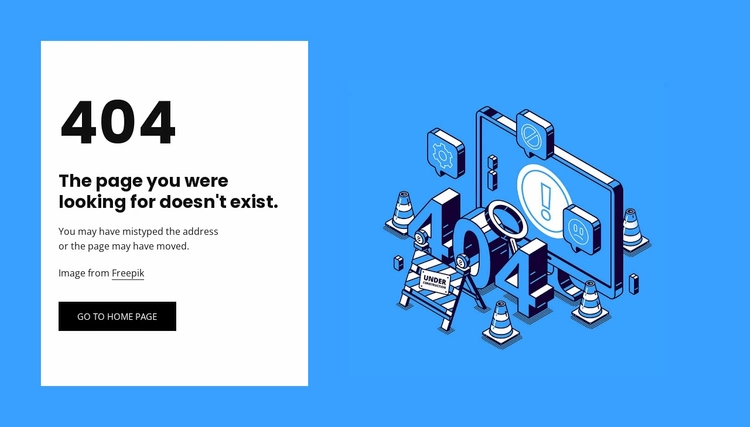 404
The page you were
looking for doesn't exist.
You may have mistyped the address
or the page may have moved.
Image from Freepik
GO TO HOME PAGE
404
UNDER
CONSTRUCTION